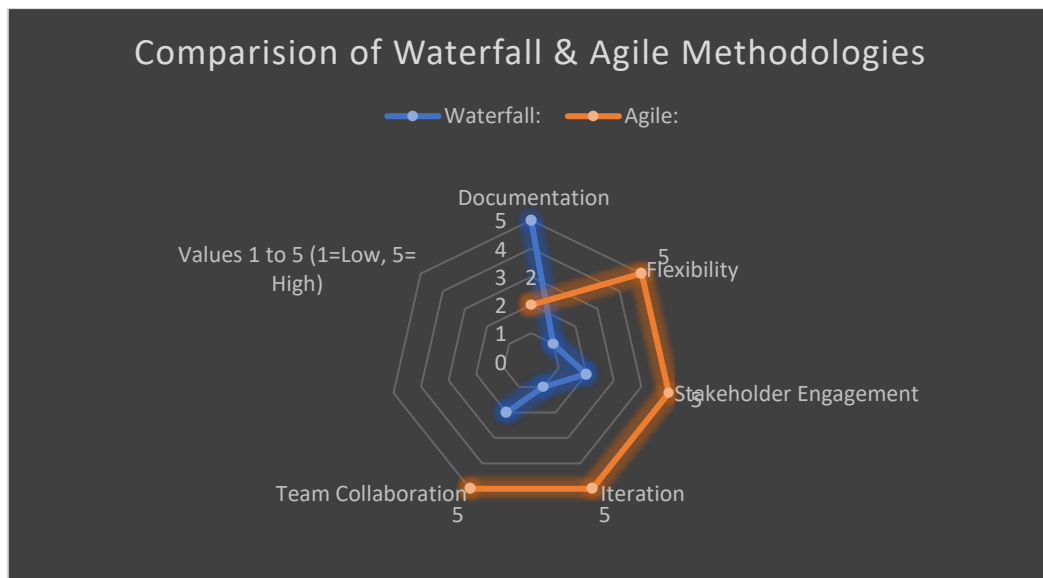 Comparision of Waterfall & Agile Methodologies
Waterfall:
Agile:
Documentation
5
4
3
2
1
0
2
5
Flexibility
Stakeholder Engagement
5
Iteration
5
Team Collaboration
5
Values 1 to 5 (1=Low, 5=
High)